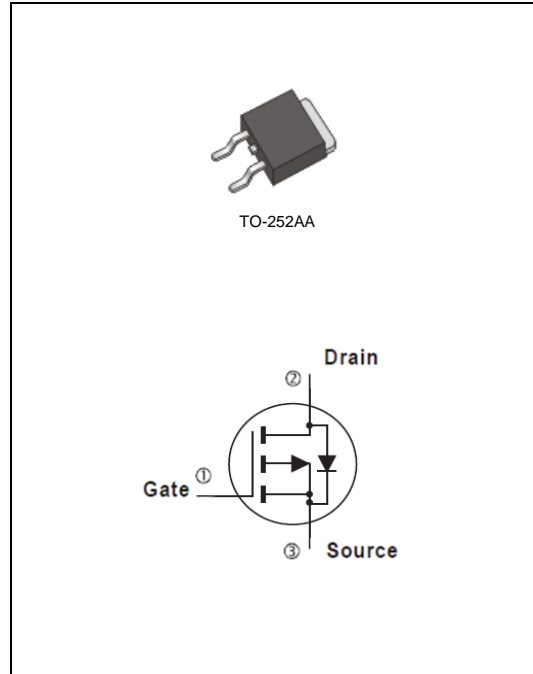 TO-252AA
Drain
②
Gate ①
③ Source